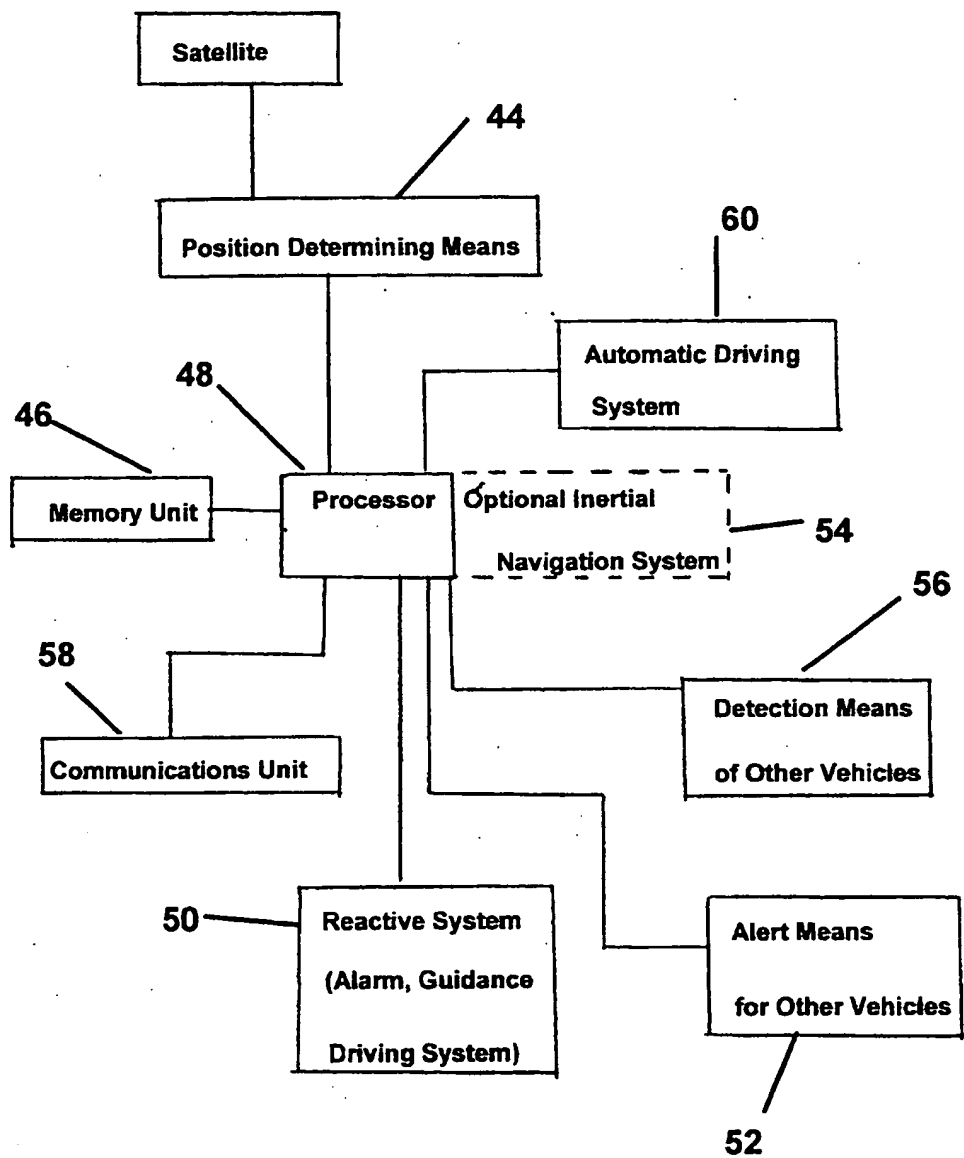 Satellite
44
Position Determining Means
60
Automatic Driving
System
48
46
Memory Unit
Processor
Optional Inertial
Navigation System
54
56
58
Detection Means
of Other Vehicles
Communications Unit
50
Reactive System
(Alarm, Guidance
Driving System)
Alert Means
for Other Vehicles
52